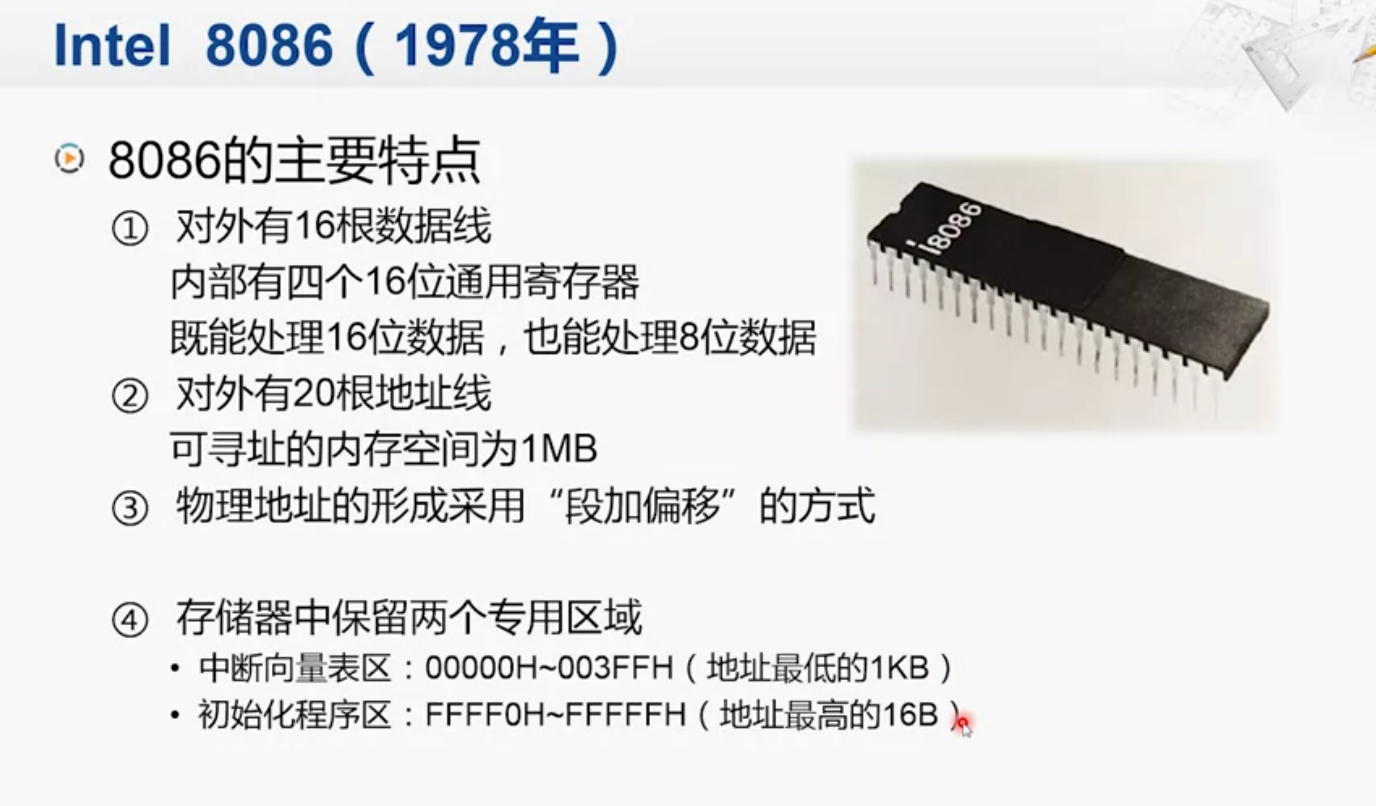 Intel 8086（1978年）
8086的主要特点
① 对外有16根数据线
内部有四个16位通用寄存器
既能处理16位数据，也能处理8位数据
② 对外有20根地址线
可寻址的内存空间为1MB
③ 物理地址的形成采用“段加偏移”的方式
④ 存储器中保留两个专用区域
• 中断向量表区：00000H~003FFH（地址最低的1KB）
• 初始化程序区：FFFF0H~FFFFFH（地址最高的16B）
i8086